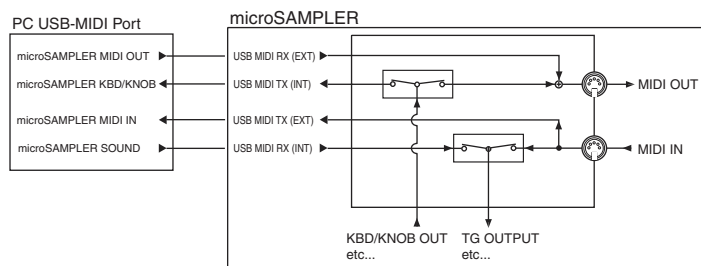 microSAMPLER
PC USB-MIDI Port
microSAMPLER MIDI OUT
USB MIDI RX (EXT)
microSAMPLER KBD/KNOB
USB MIDI TX (INT)
MIDI OUT
microSAMPLER MIDI IN
USB MIDI TX (EXT)
microSAMPLER SOUND
USB MIDI RX (INT)
MIDI IN
KBD/KNOB OUT
etc...
TG OUTPUT
etc...